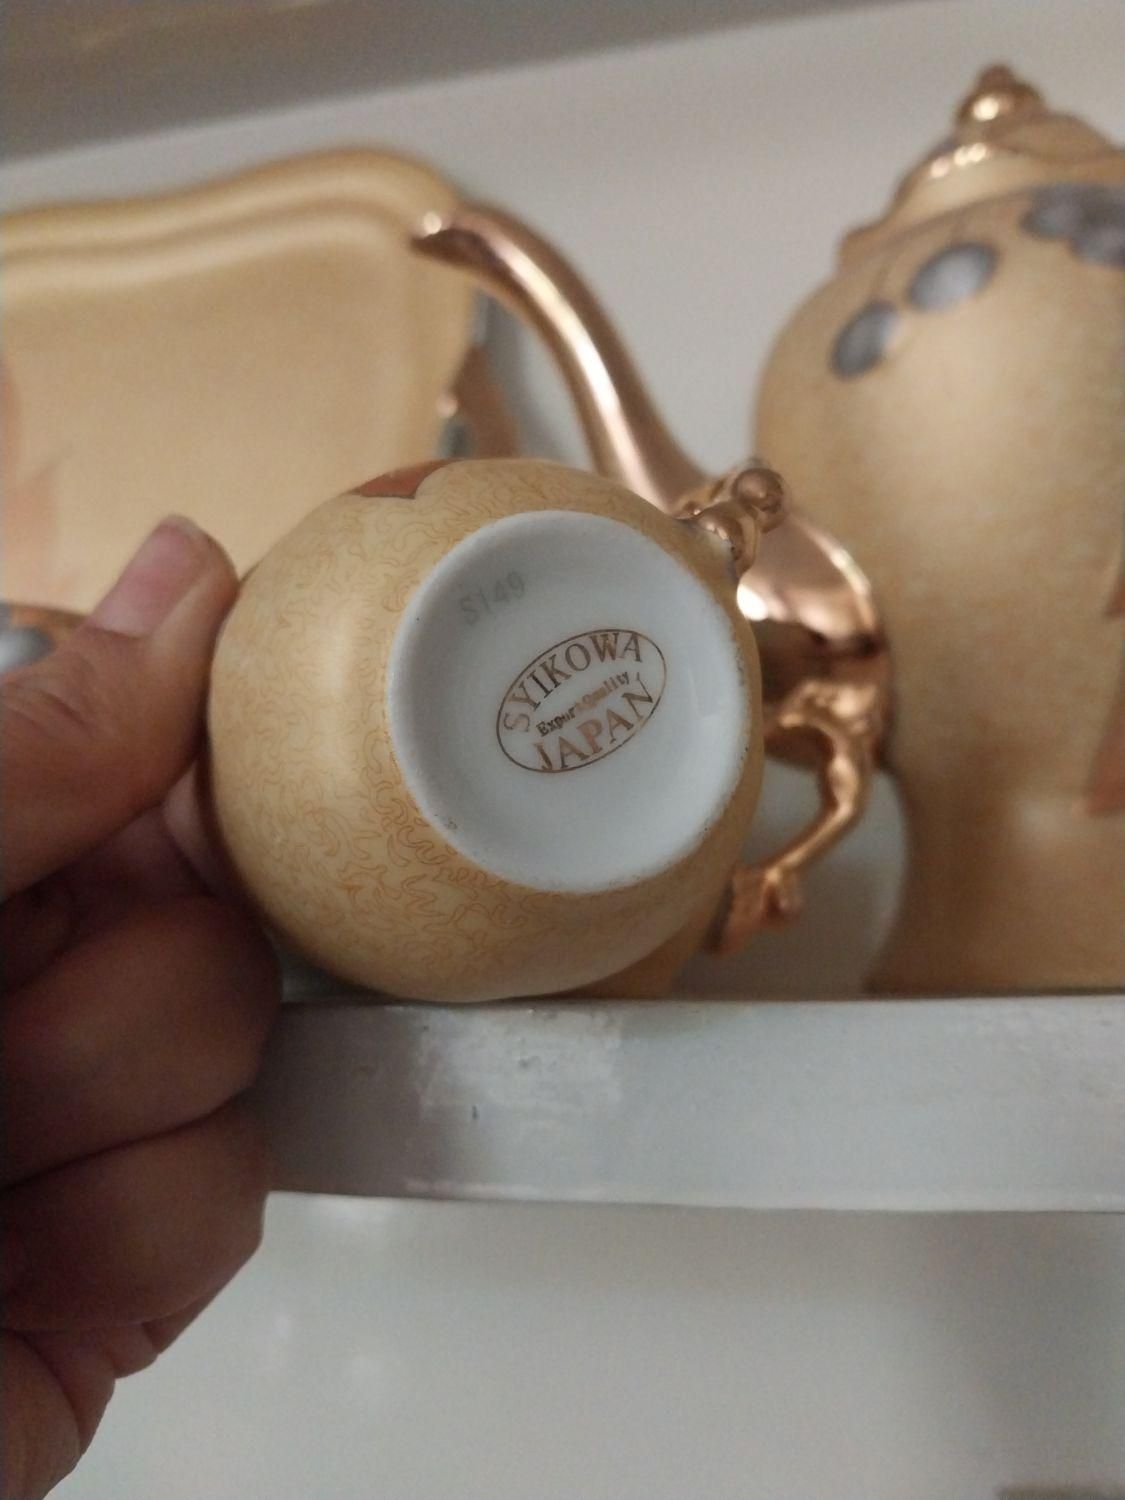 S149
SYIKOWA
Export Quality
JAPAN